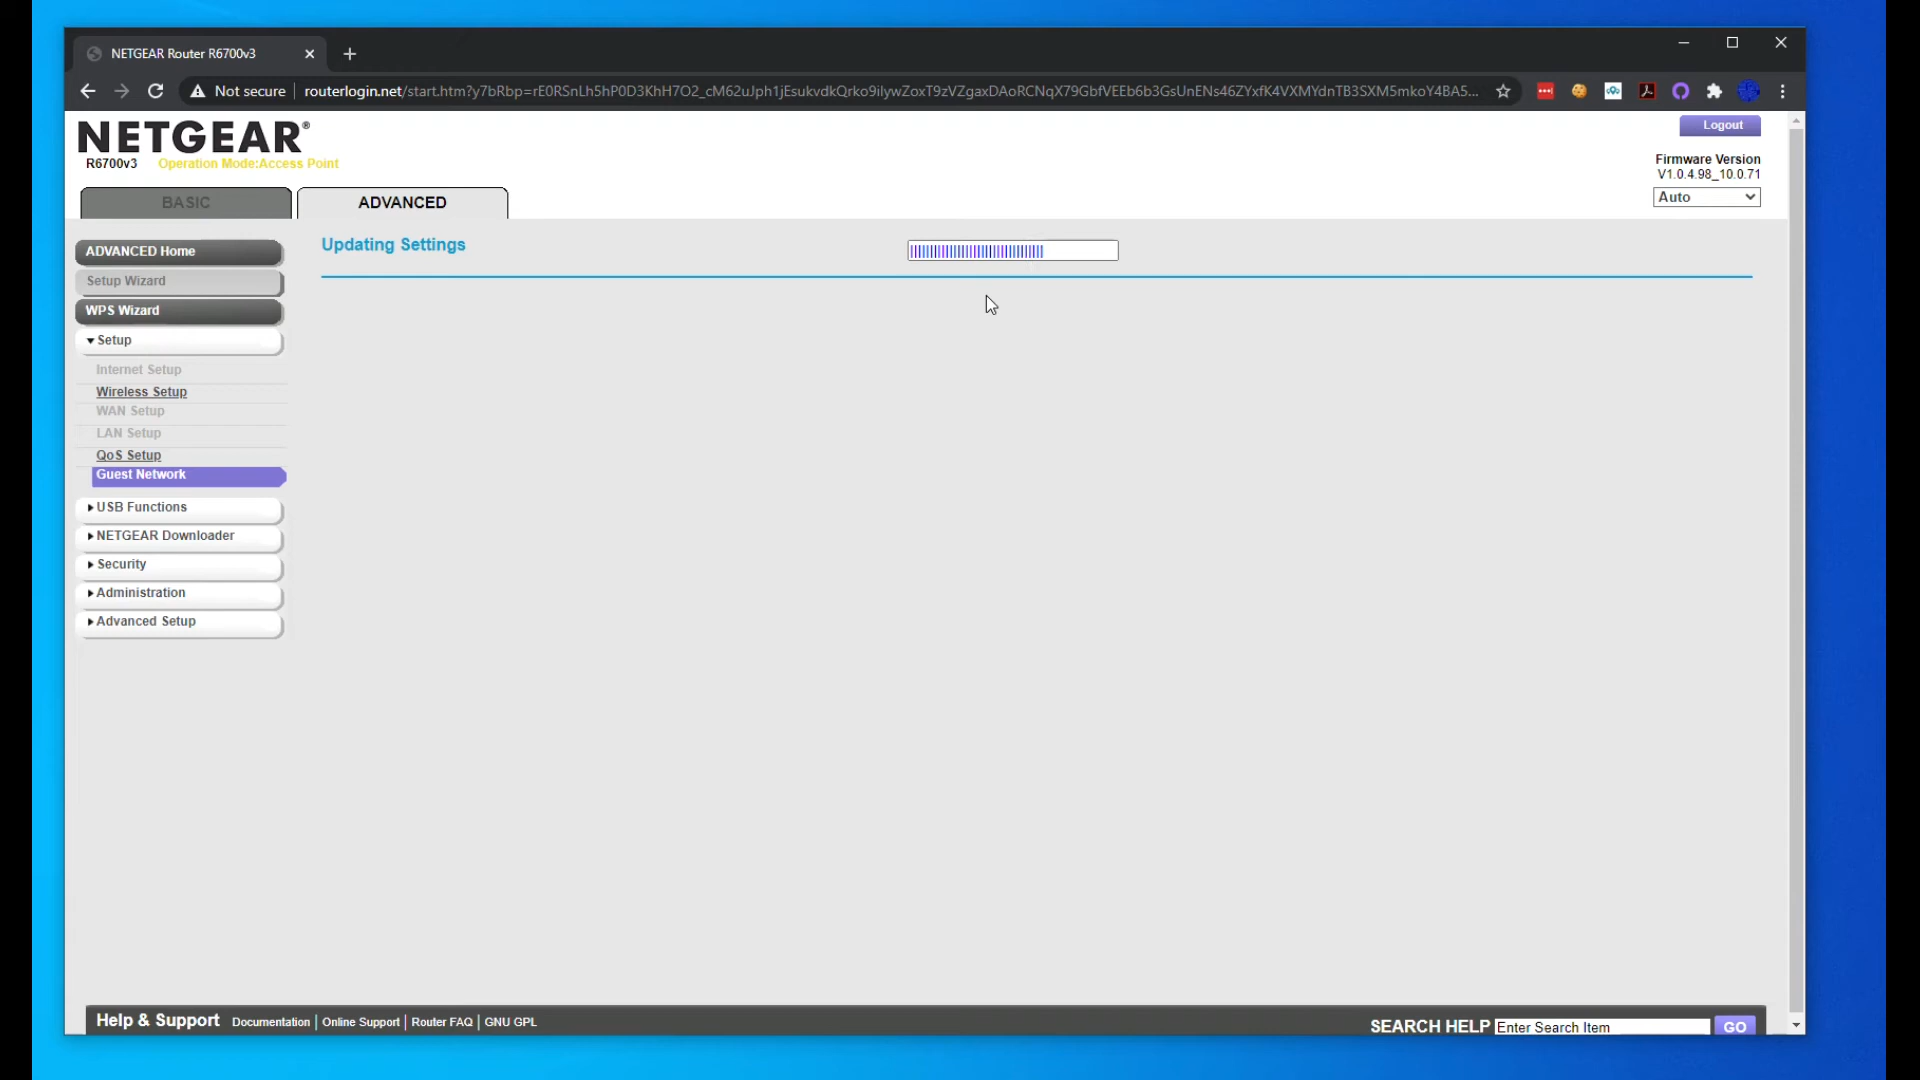 NETGEAR Router R6700v3
Not secure
routerlogin.net/start.htm?y7bRbp=rE0RSnLh5hP0D3KhH7O2_cM62uJph1jEsukvdkQrko9ilywZoxT9zVZgaxDAoRCNqX79GbfVEEb6b3GsUnENs46ZYxfK4VXMYdnTB3SXM5mkoY4BA5...
NETGEAR®
Logout
R6700v3 Operation Mode:Access Point
Firmware Version
V1.0.4.98_10.0.71
Auto
BASIC
ADVANCED
Updating Settings
ADVANCED Home
Setup Wizard
WPS Wizard
Setup
Internet Setup
Wireless Setup
WAN Setup
LAN Setup
QoS Setup
Guest Network
USB Functions
NETGEAR Downloader
Security
Administration
Advanced Setup
Help & Support Documentation | Online Support | Router FAQ | GNU GPL
SEARCH HELP Enter Search Item GO